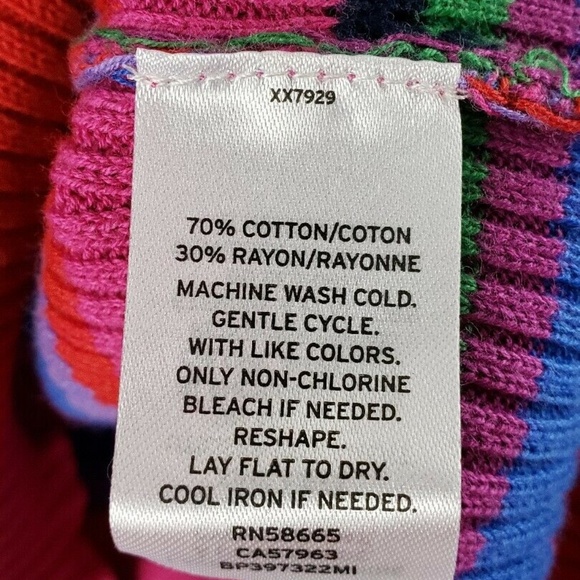 XX7929
70% COTTON/COTON
30% RAYON/RAYONNE
MACHINE WASH COLD.
GENTLE CYCLE.
WITH LIKE COLORS.
ONLY NON-CHLORINE
BLEACH IF NEEDED.
RESHAPE.
LAY FLAT TO DRY.
COOL IRON IF NEEDED.
RN58665
CA57963
BP397322MI